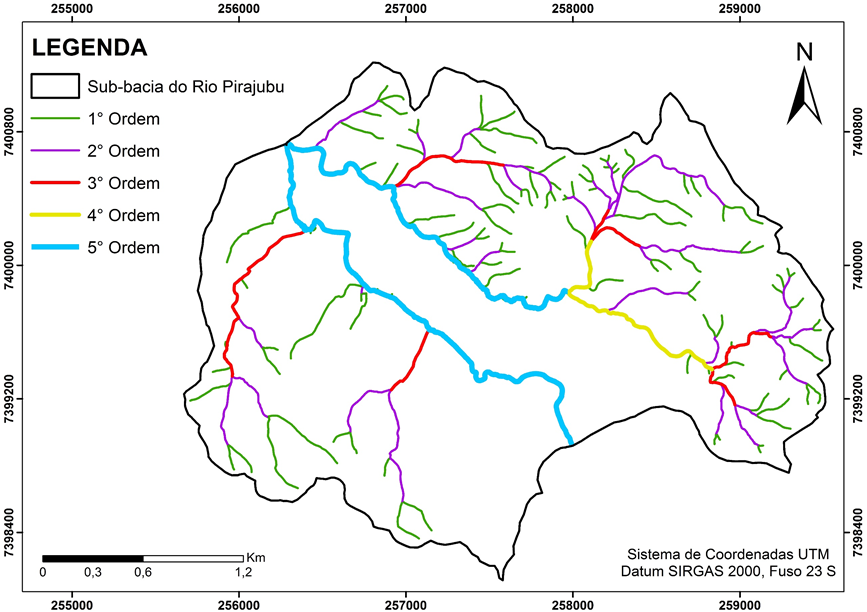 255000 256000 257000 258000 259000
LEGENDA
N
Sub-bacia do Rio Pirajubu
1° Ordem
2° Ordem
3° Ordem
4° Ordem
5° Ordem
7400800 7400800
7400000 7400000
7399200 7399200
7398400 7398400
Km
0 0,3 0,6 1,2
Sistema de Coordenadas UTM
Datum SIRGAS 2000, Fuso 23 S
255000 256000 257000 258000 259000